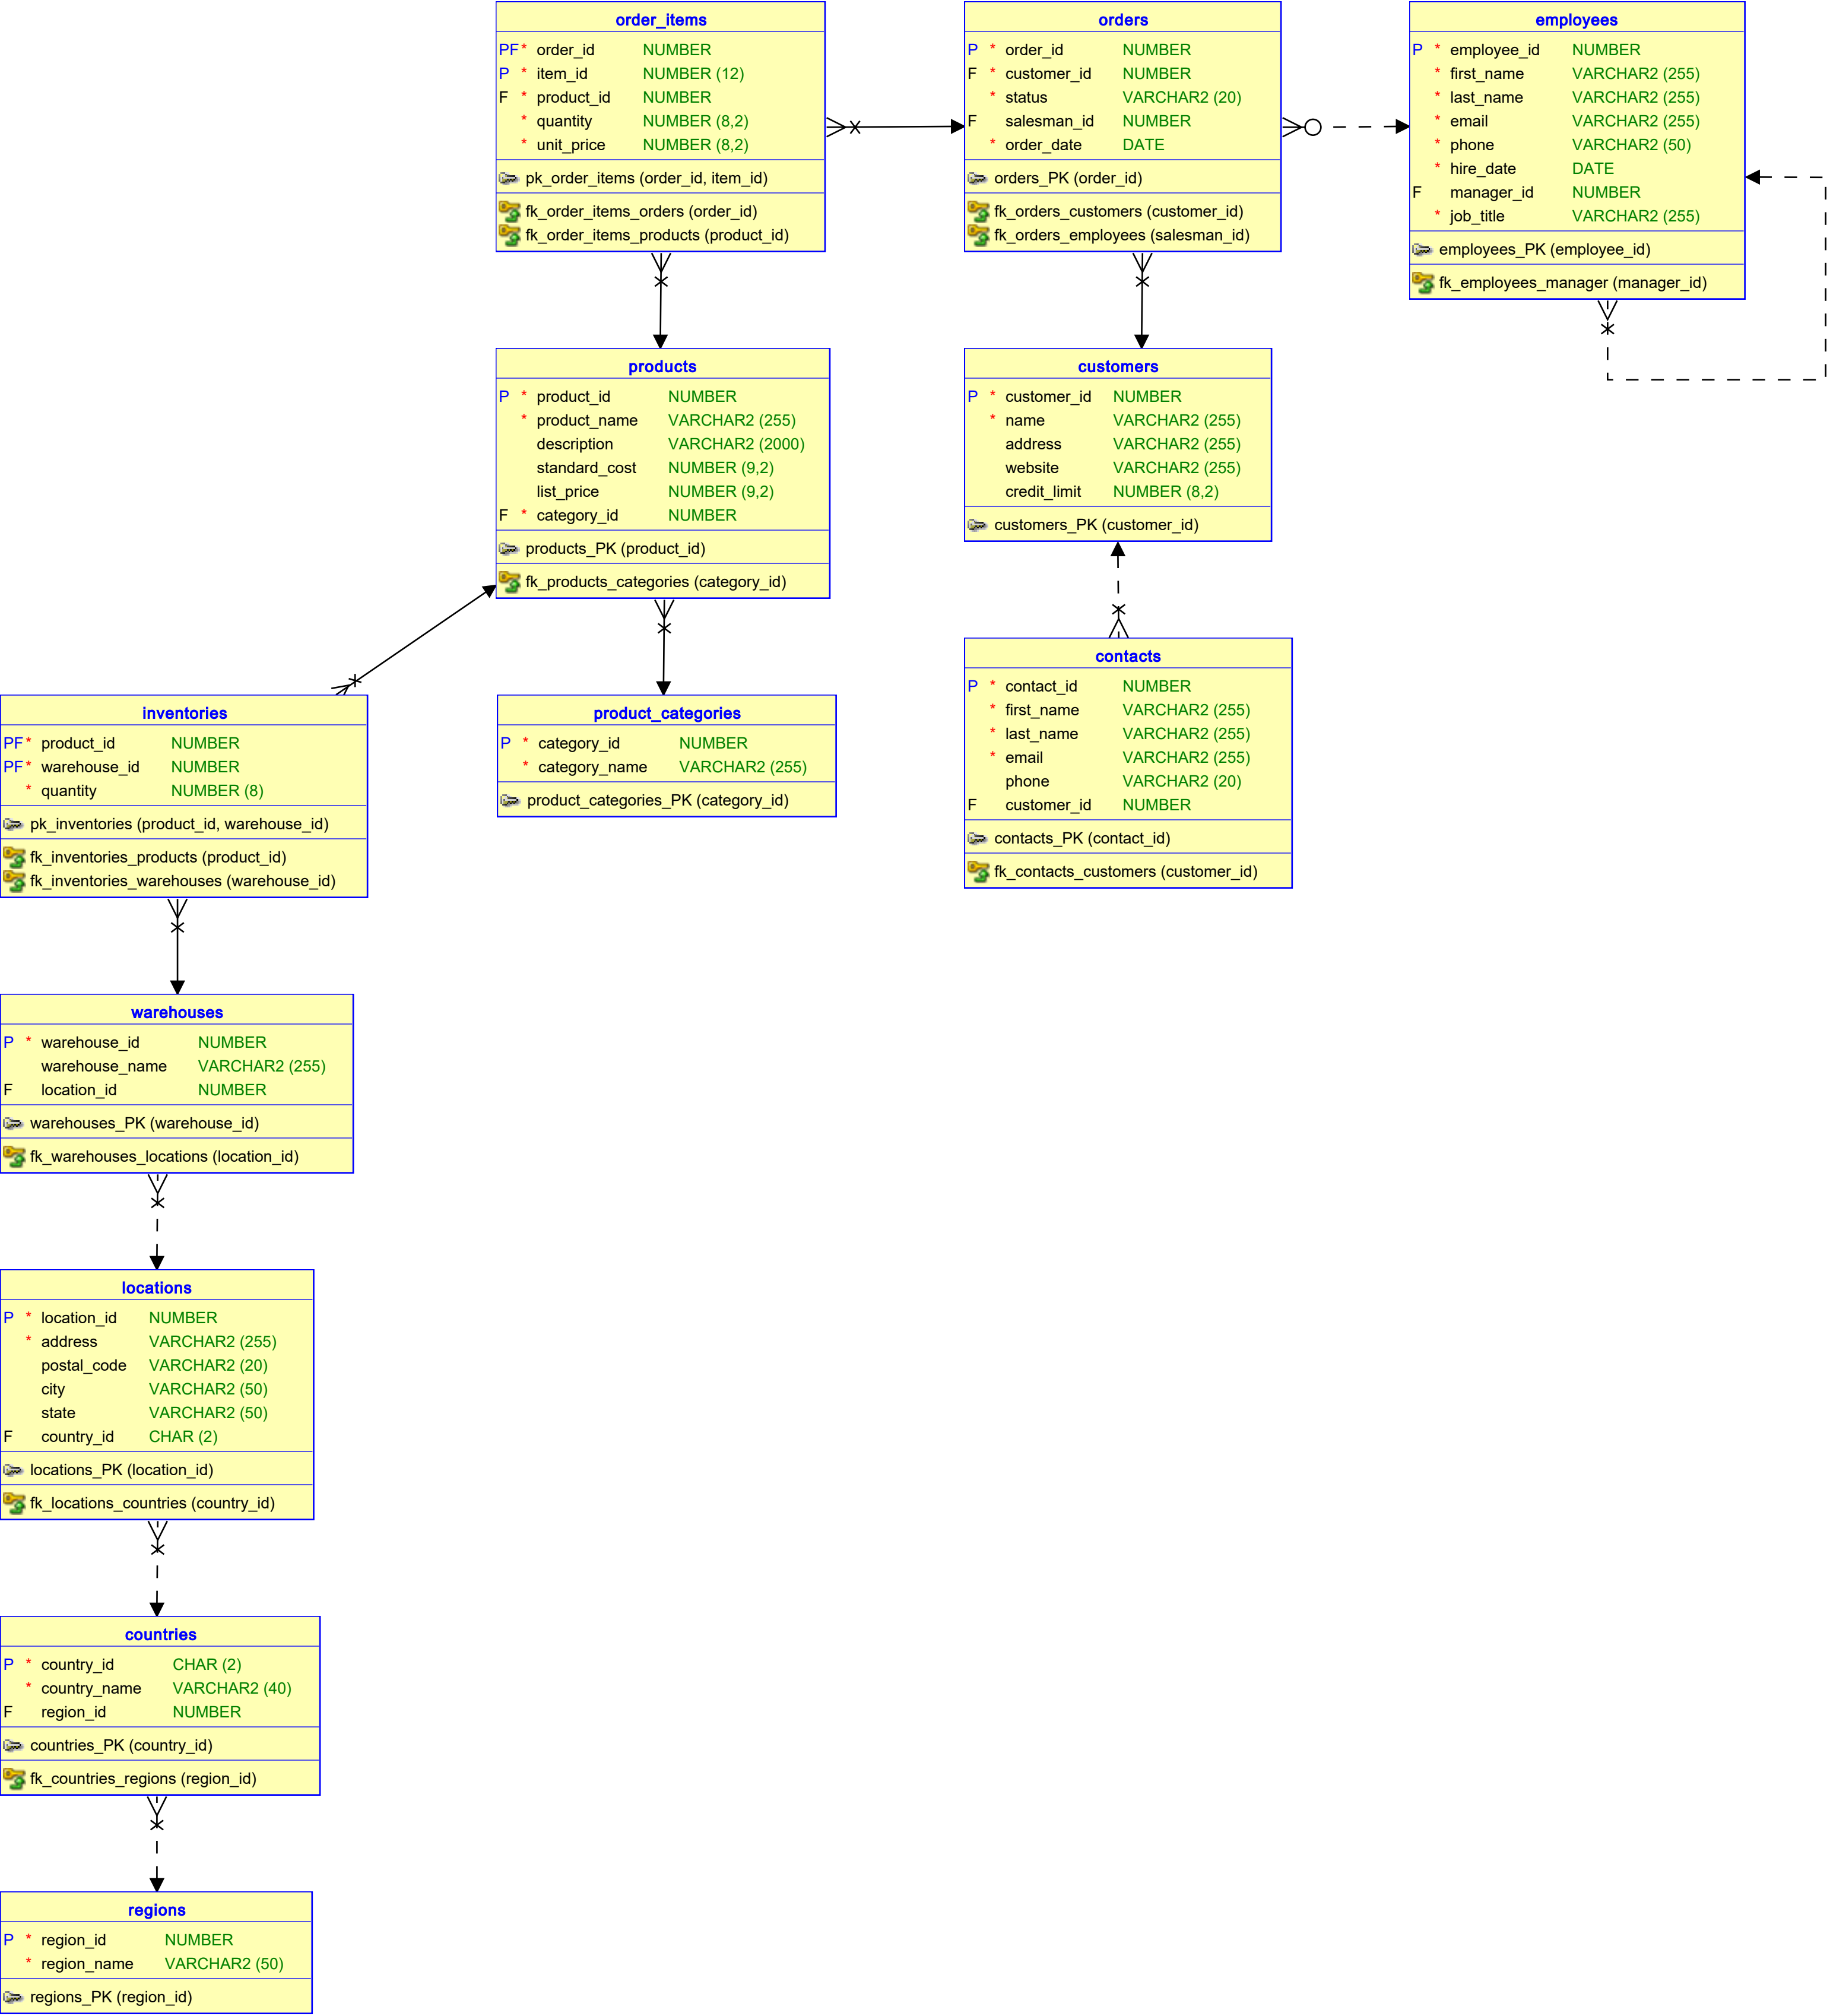 order_items
PF * order_id NUMBER
P * item_id NUMBER (12)
F * product_id NUMBER
* quantity NUMBER (8,2)
* unit_price NUMBER (8,2)
pk_order_items (order_id, item_id)
fk_order_items_orders (order_id)
fk_order_items_products (product_id)
orders
P * order_id NUMBER
F * customer_id NUMBER
* status VARCHAR2 (20)
F salesman_id NUMBER
* order_date DATE
orders_PK (order_id)
fk_orders_customers (customer_id)
fk_orders_employees (salesman_id)
employees
P * employee_id NUMBER
* first_name VARCHAR2 (255)
* last_name VARCHAR2 (255)
* email VARCHAR2 (255)
* phone VARCHAR2 (50)
* hire_date DATE
F manager_id NUMBER
* job_title VARCHAR2 (255)
employees_PK (employee_id)
fk_employees_manager (manager_id)
products
P * product_id NUMBER
* product_name VARCHAR2 (255)
description VARCHAR2 (2000)
standard_cost NUMBER (9,2)
list_price NUMBER (9,2)
F * category_id NUMBER
products_PK (product_id)
fk_products_categories (category_id)
customers
P * customer_id NUMBER
* name VARCHAR2 (255)
address VARCHAR2 (255)
website VARCHAR2 (255)
credit_limit NUMBER (8,2)
customers_PK (customer_id)
contacts
P * contact_id NUMBER
* first_name VARCHAR2 (255)
* last_name VARCHAR2 (255)
* email VARCHAR2 (255)
phone VARCHAR2 (20)
F customer_id NUMBER
contacts_PK (contact_id)
fk_contacts_customers (customer_id)
inventories
PF * product_id NUMBER
PF * warehouse_id NUMBER
* quantity NUMBER (8)
pk_inventories (product_id, warehouse_id)
fk_inventories_products (product_id)
fk_inventories_warehouses (warehouse_id)
product_categories
P * category_id NUMBER
* category_name VARCHAR2 (255)
product_categories_PK (category_id)
warehouses
P * warehouse_id NUMBER
warehouse_name VARCHAR2 (255)
F location_id NUMBER
warehouses_PK (warehouse_id)
fk_warehouses_locations (location_id)
locations
P * location_id NUMBER
* address VARCHAR2 (255)
postal_code VARCHAR2 (20)
city VARCHAR2 (50)
state VARCHAR2 (50)
F country_id CHAR (2)
locations_PK (location_id)
fk_locations_countries (country_id)
countries
P * country_id CHAR (2)
* country_name VARCHAR2 (40)
F region_id NUMBER
countries_PK (country_id)
fk_countries_regions (region_id)
regions
P * region_id NUMBER
* region_name VARCHAR2 (50)
regions_PK (region_id)